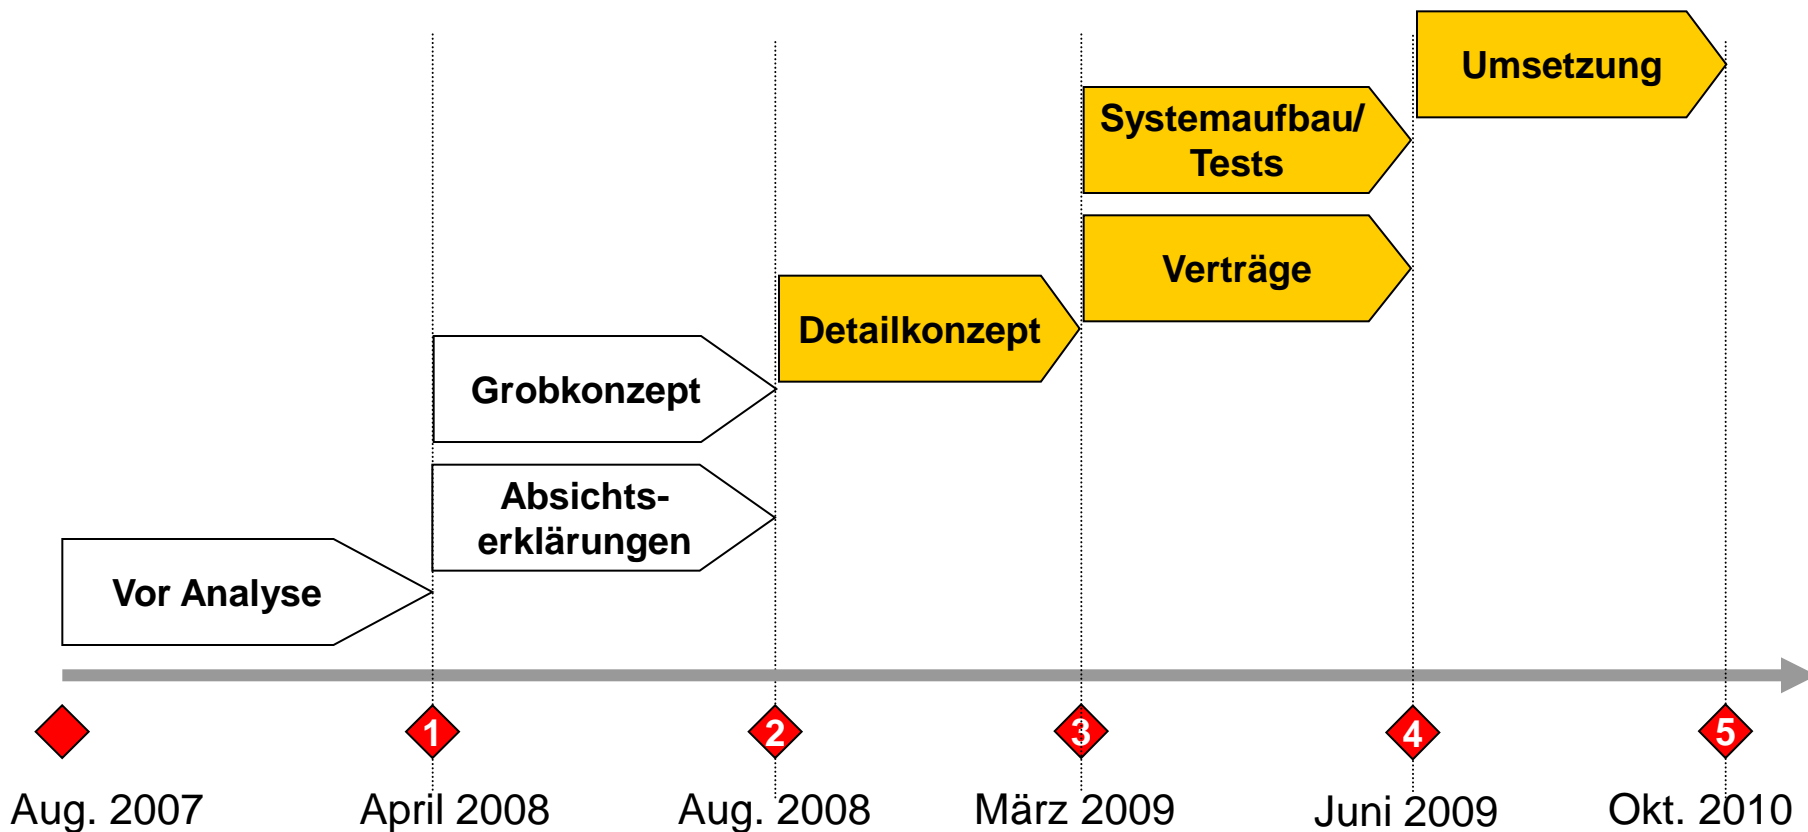 Umsetzung
Systemaufbau/
Tests
Verträge
Detailkonzept
Grobkonzept
Absichts-
erklärungen
Vor Analyse
1
2
3
4
5
Aug. 2007
April 2008
Aug. 2008
März 2009
Juni 2009
Okt. 2010